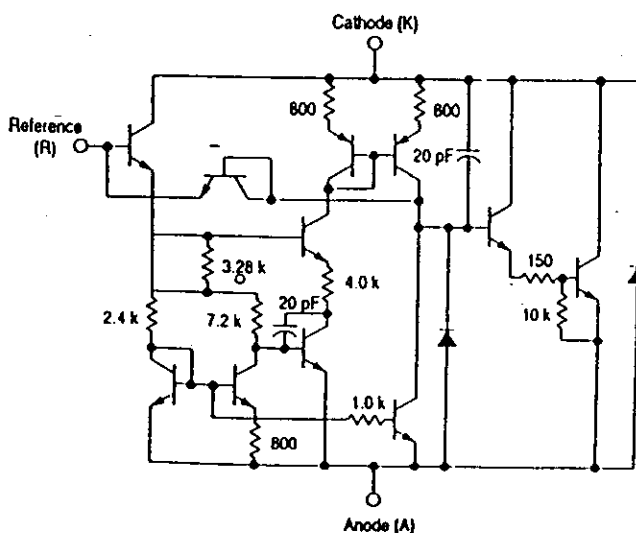 Cathode (K)
800
800
Reference
(R)
20 pF
3.28 k
4.0 k
150
2.4 k
7.2 k
20 pF
10 k
1.0 k
800
Anode (A)